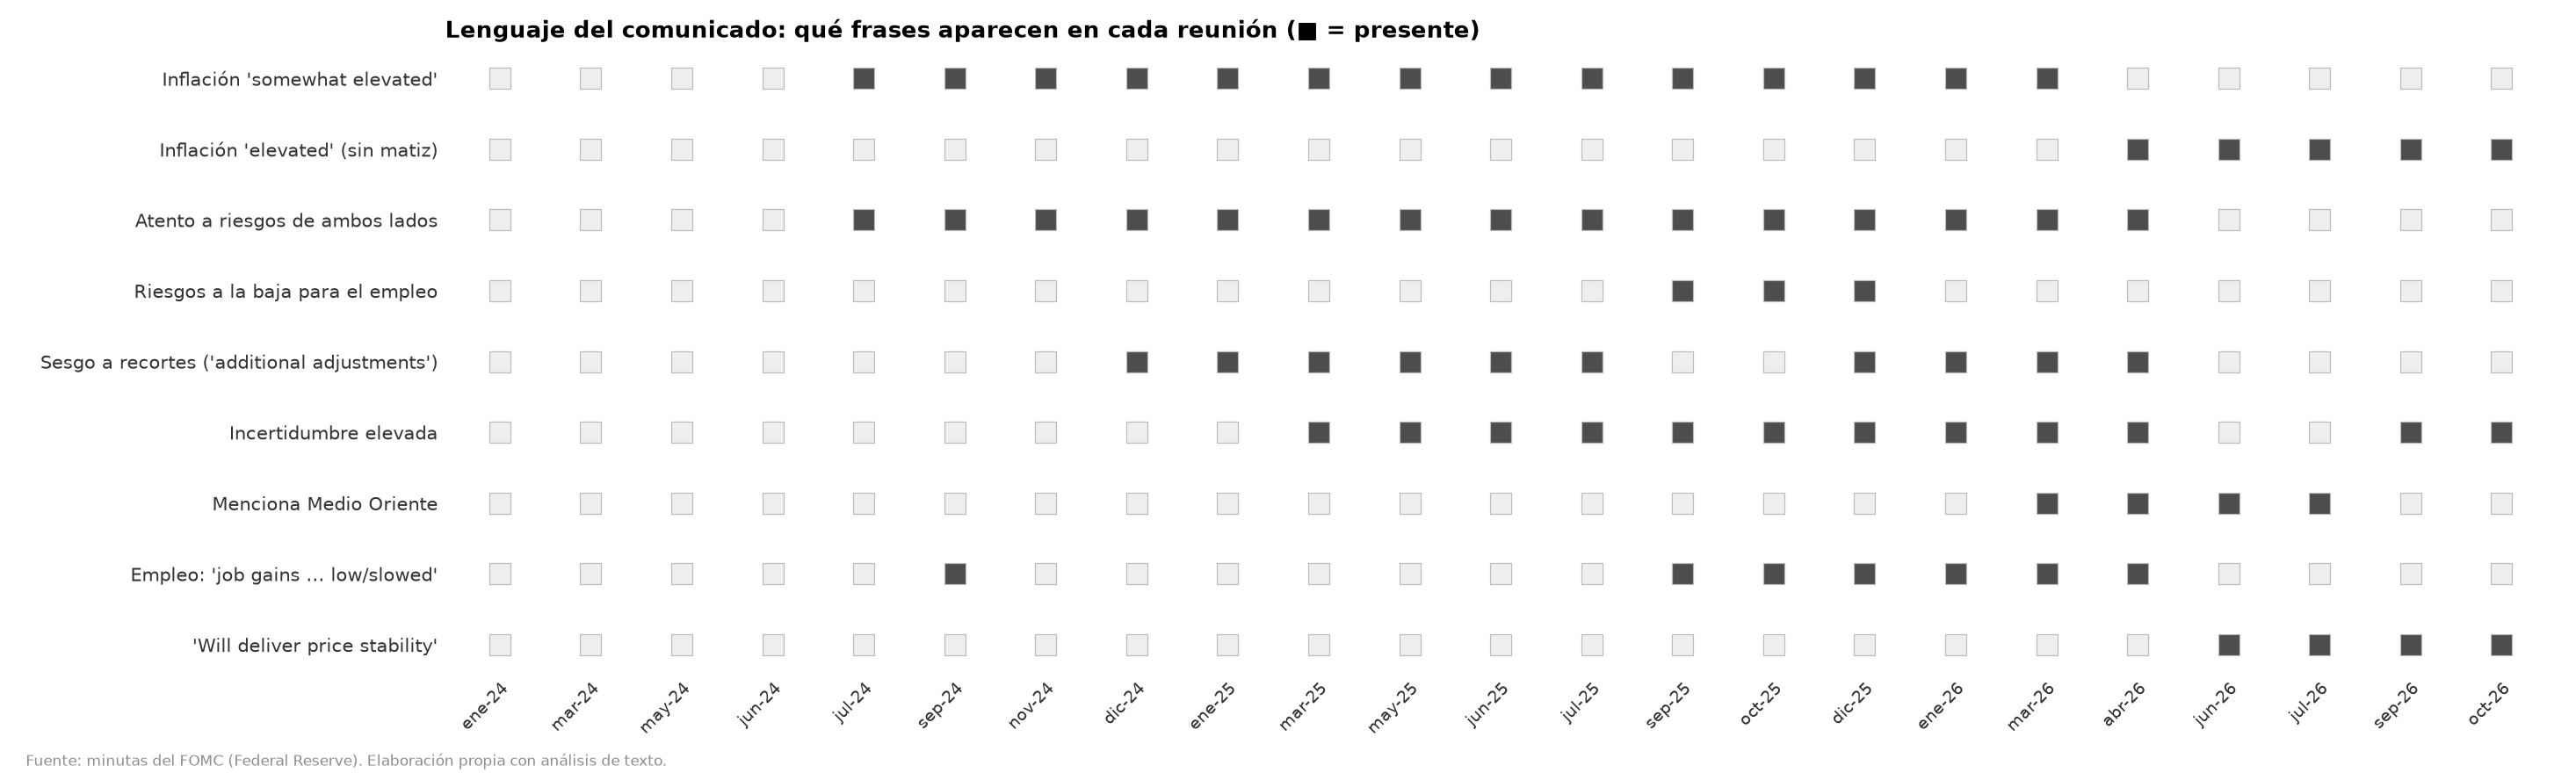 Lenguaje del comunicado: qué frases aparecen en cada reunión (■ = presente)
Inflación 'somewhat elevated'
Inflación 'elevated' (sin matiz)
Atento a riesgos de ambos lados
Riesgos a la baja para el empleo
Sesgo a recortes ('additional adjustments')
Incertidumbre elevada
Menciona Medio Oriente
Empleo: 'job gains … low/slowed'
'Will deliver price stability'
ene-24
mar-24
may-24
jun-24
jul-24
sep-24
nov-24
dic-24
ene-25
mar-25
may-25
jun-25
jul-25
sep-25
oct-25
dic-25
ene-26
mar-26
abr-26
jun-26
jul-26
sep-26
oct-26
Fuente: minutas del FOMC (Federal Reserve). Elaboración propia con análisis de texto.